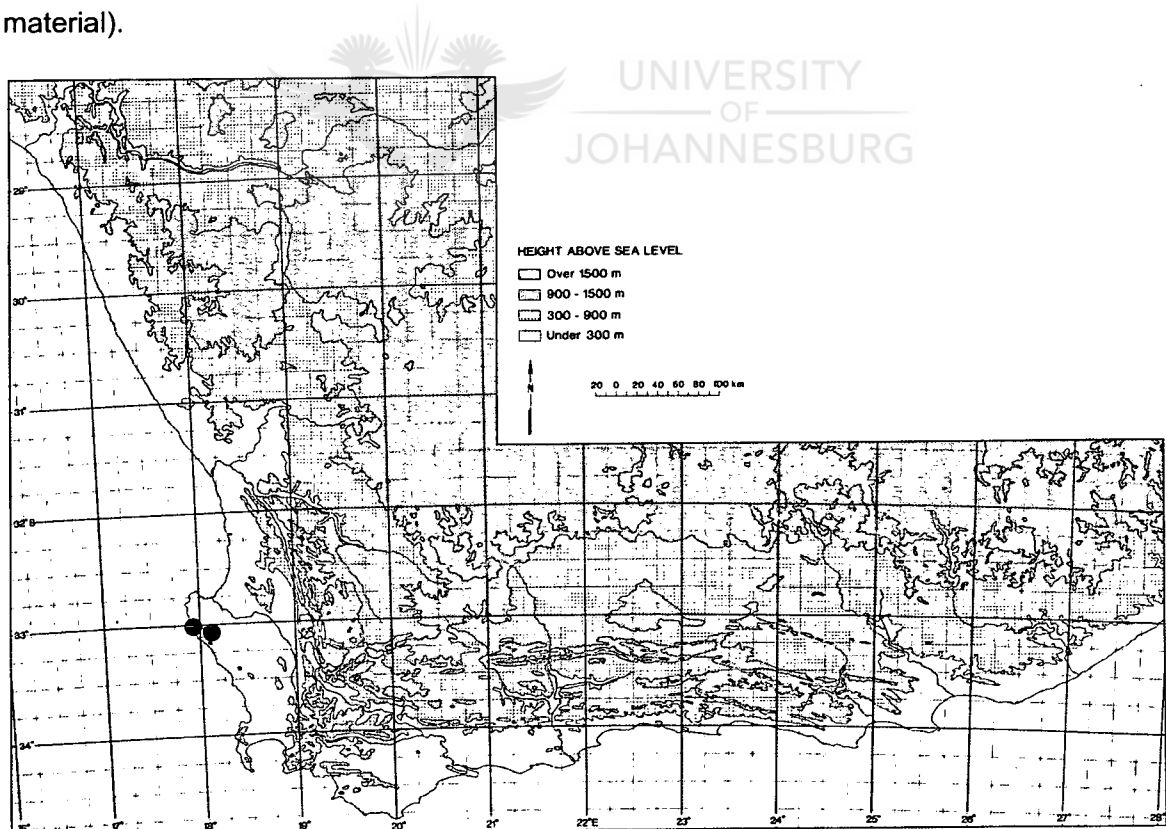 material).
UNIVERSITY
OF
JOHANNESBURG
HEIGHT ABOVE SEA LEVEL
Over 1500 m
900 - 1500 m
300 - 900 m
Under 300 m
N
20 0 20 40 60 80 100 km
29°
30°
31°
32°S
33°
34°
18°
19°
20°
21°
22°E
23°
24°
25°
26°
27°
28°